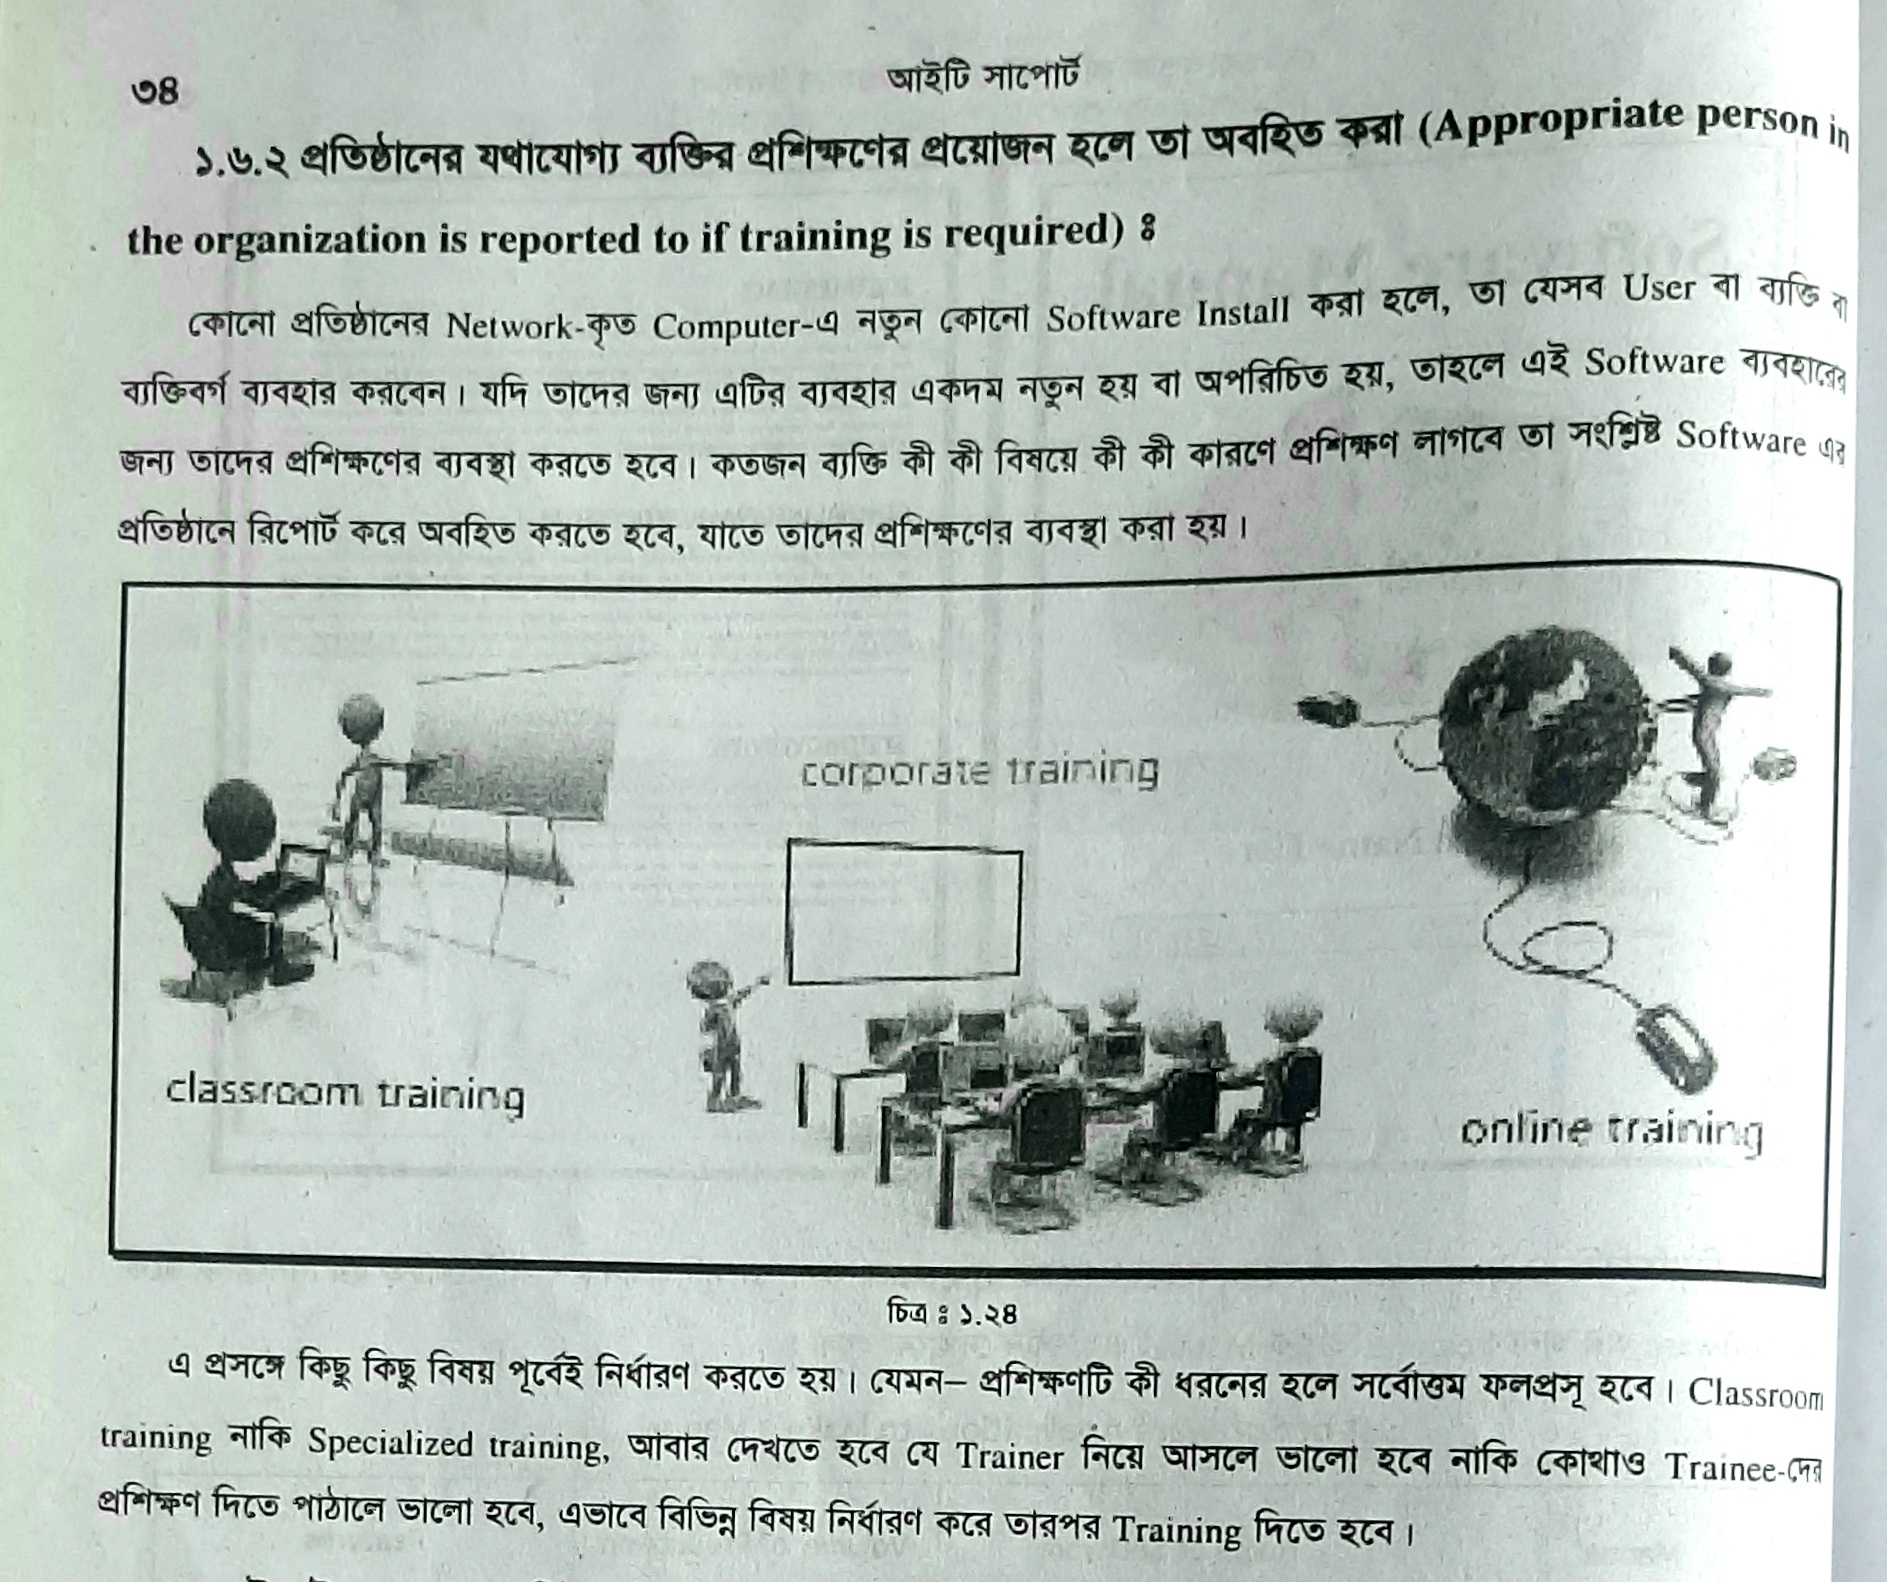 ৩৪
আইটি সাপোর্ট
১.৬.২ প্রতিষ্ঠানের যথাযোগ্য ব্যক্তির প্রশিক্ষণের প্রয়োজন হলে তা অবহিত করা (Appropriate person in
the organization is reported to if training is required) ঃ
কোনো প্রতিষ্ঠানের Network-কৃত Computer-এ নতুন কোনো Software Install করা হলে, তা যেসব User বা ব্যক্তি বা
ব্যক্তিবর্গ ব্যবহার করবেন। যদি তাদের জন্য এটির ব্যবহার একদম নতুন হয় বা অপরিচিত হয়, তাহলে এই Software ব্যবহারের
জন্য তাদের প্রশিক্ষণের ব্যবস্থা করতে হবে। কতজন ব্যক্তি কী কী বিষয়ে কী কী কারণে প্রশিক্ষণ লাগবে তা সংশ্লিষ্ট Software এর
প্রতিষ্ঠানে রিপোর্ট করে অবহিত করতে হবে, যাতে তাদের প্রশিক্ষণের ব্যবস্থা করা হয়।
corporate training
classroom training
online training
চিত্র ঃ ১.২৪
এ প্রসঙ্গে কিছু কিছু বিষয় পূর্বেই নির্ধারণ করতে হয়। যেমন– প্রশিক্ষণটি কী ধরনের হলে সর্বোত্তম ফলপ্রসূ হবে। Classroom
training নাকি Specialized training, আবার দেখতে হবে যে Trainer নিয়ে আসলে ভালো হবে নাকি কোথাও Trainee-দের
প্রশিক্ষণ দিতে পাঠালে ভালো হবে, এভাবে বিভিন্ন বিষয় নির্ধারণ করে তারপর Training দিতে হবে।